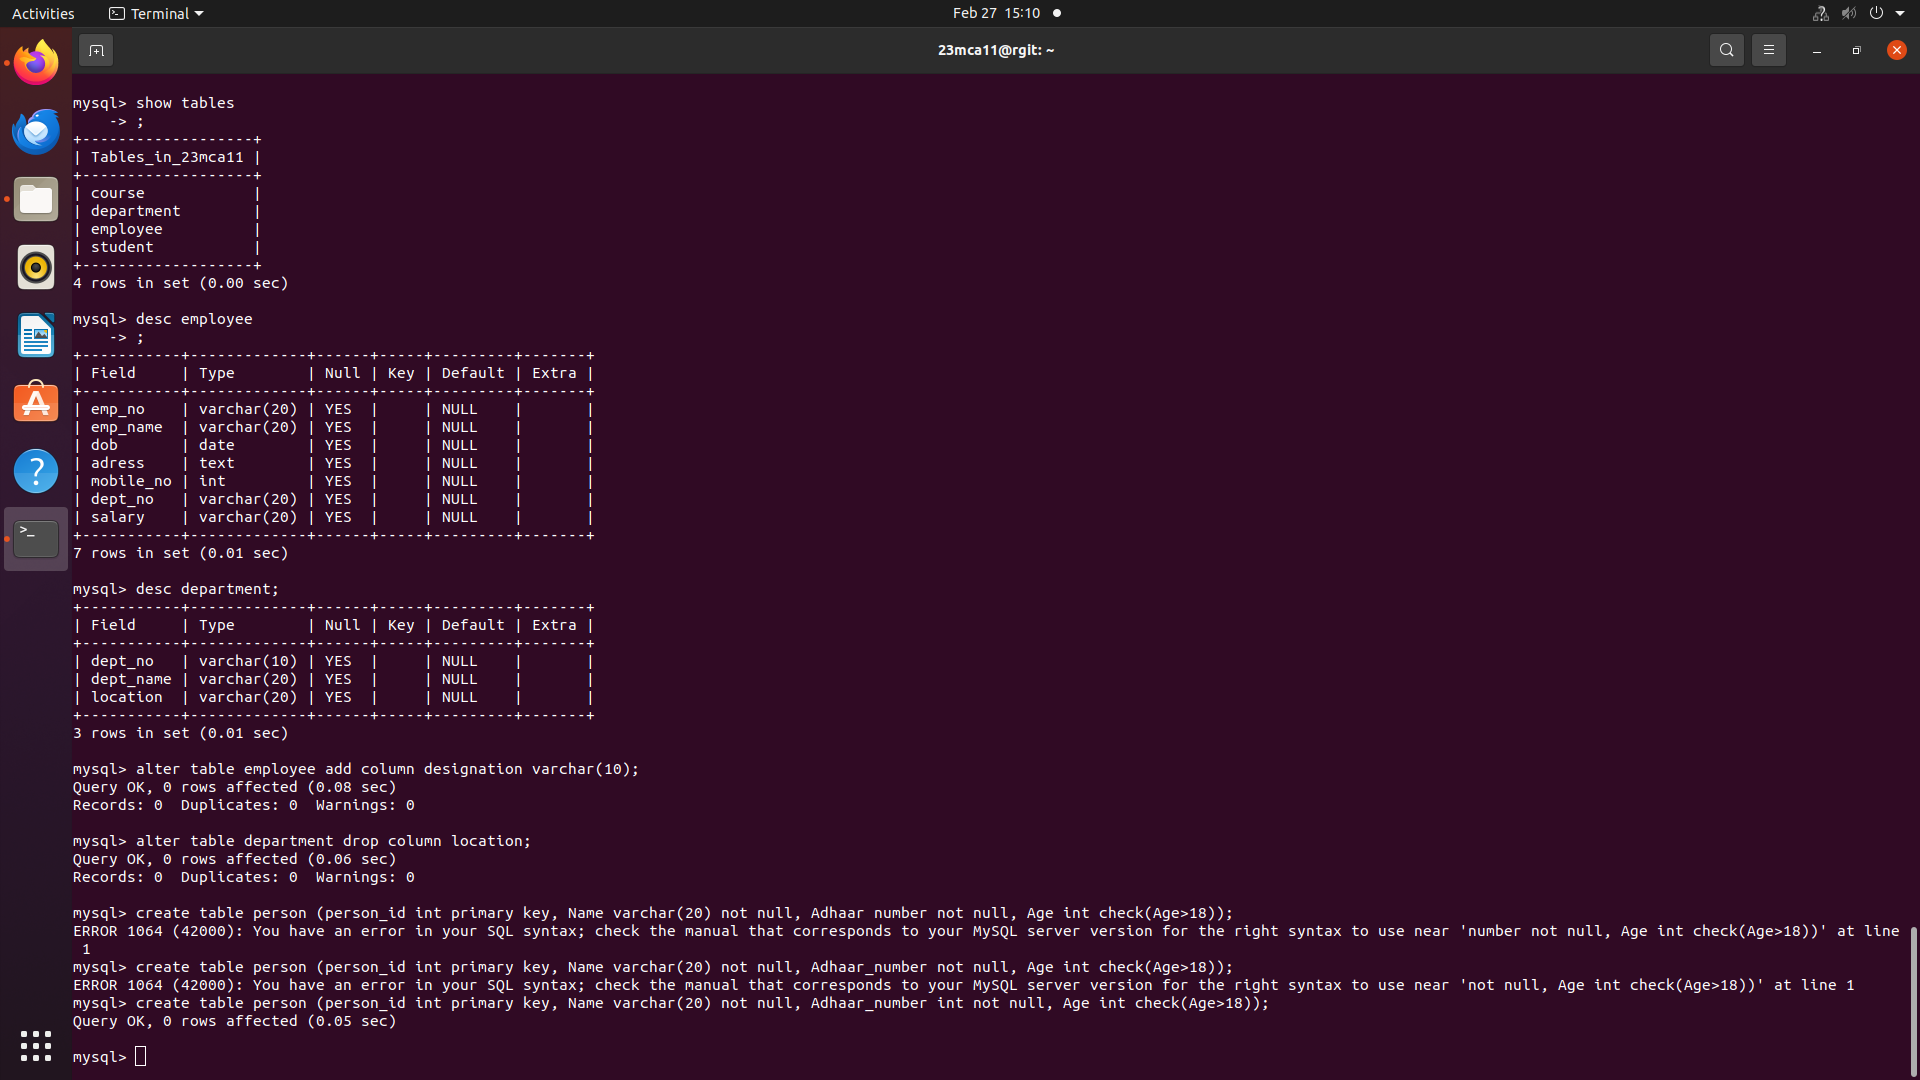 Activities
Terminal
Feb 27 15:10
23mca11@rgit: ~
mysql> show tables
    -> ;
+-------------------+
| Tables_in_23mca11 |
+-------------------+
| course            |
| department        |
| employee          |
| student           |
+-------------------+
4 rows in set (0.00 sec)
mysql> desc employee
    -> ;
+-----------+-------------+------+-----+---------+-------+
| Field     | Type        | Null | Key | Default | Extra |
+-----------+-------------+------+-----+---------+-------+
| emp_no    | varchar(20) | YES  |     | NULL    |       |
| emp_name  | varchar(20) | YES  |     | NULL    |       |
| dob       | date        | YES  |     | NULL    |       |
| adress    | text        | YES  |     | NULL    |       |
| mobile_no | int         | YES  |     | NULL    |       |
| dept_no   | varchar(20) | YES  |     | NULL    |       |
| salary    | varchar(20) | YES  |     | NULL    |       |
+-----------+-------------+------+-----+---------+-------+
7 rows in set (0.01 sec)
mysql> desc department;
+-----------+-------------+------+-----+---------+-------+
| Field     | Type        | Null | Key | Default | Extra |
+-----------+-------------+------+-----+---------+-------+
| dept_no   | varchar(10) | YES  |     | NULL    |       |
| dept_name | varchar(20) | YES  |     | NULL    |       |
| location  | varchar(20) | YES  |     | NULL    |       |
+-----------+-------------+------+-----+---------+-------+
3 rows in set (0.01 sec)
mysql> alter table employee add column designation varchar(10);
Query OK, 0 rows affected (0.08 sec)
Records: 0  Duplicates: 0  Warnings: 0
mysql> alter table department drop column location;
Query OK, 0 rows affected (0.06 sec)
Records: 0  Duplicates: 0  Warnings: 0
mysql> create table person (person_id int primary key, Name varchar(20) not null, Adhaar number not null, Age int check(Age>18));
ERROR 1064 (42000): You have an error in your SQL syntax; check the manual that corresponds to your MySQL server version for the right syntax to use near 'number not null, Age int check(Age>18))' at line
 1
mysql> create table person (person_id int primary key, Name varchar(20) not null, Adhaar_number not null, Age int check(Age>18));
ERROR 1064 (42000): You have an error in your SQL syntax; check the manual that corresponds to your MySQL server version for the right syntax to use near 'not null, Age int check(Age>18))' at line 1
mysql> create table person (person_id int primary key, Name varchar(20) not null, Adhaar_number int not null, Age int check(Age>18));
Query OK, 0 rows affected (0.05 sec)
mysql>